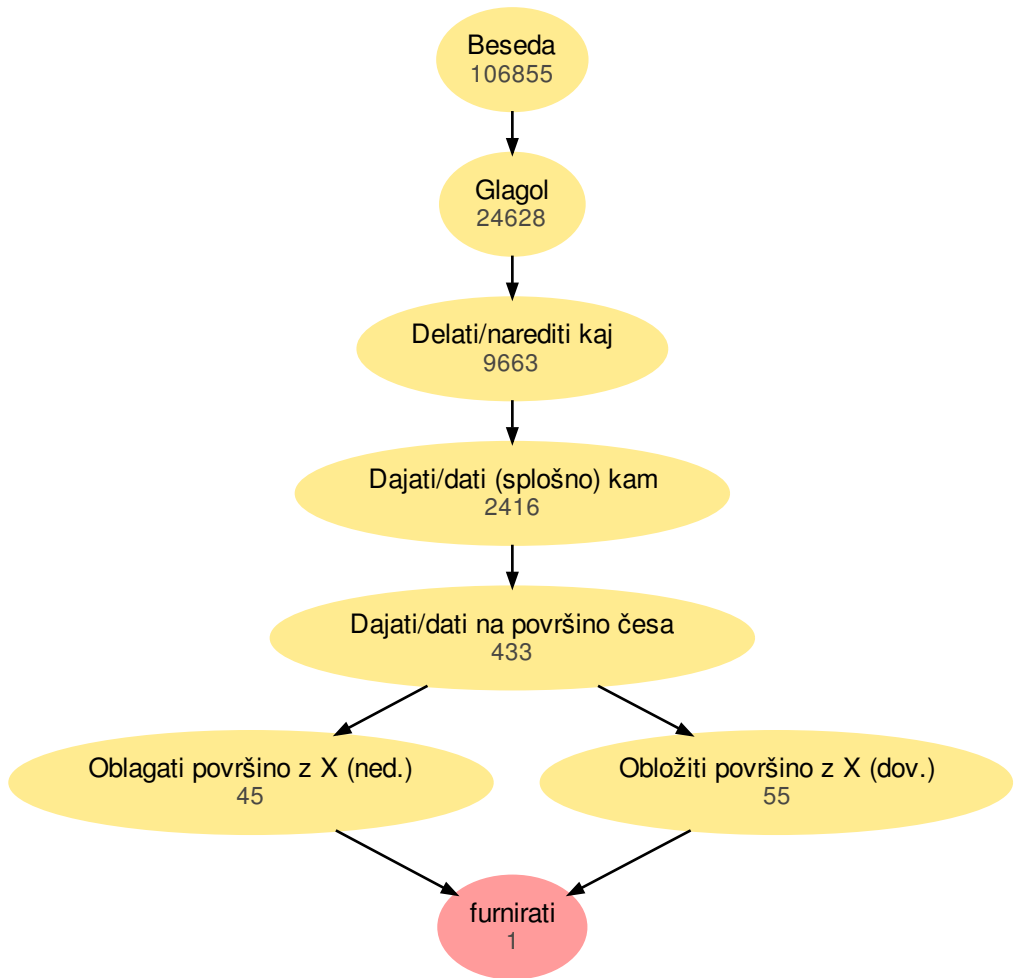 Beseda
106855
Glagol
24628
Delati/narediti kaj
9663
Dajati/dati (splošno) kam
2416
Dajati/dati na površino česa
433
Oblagati površino z X (ned.)
45
Obložiti površino z X (dov.)
55
furnirati
1